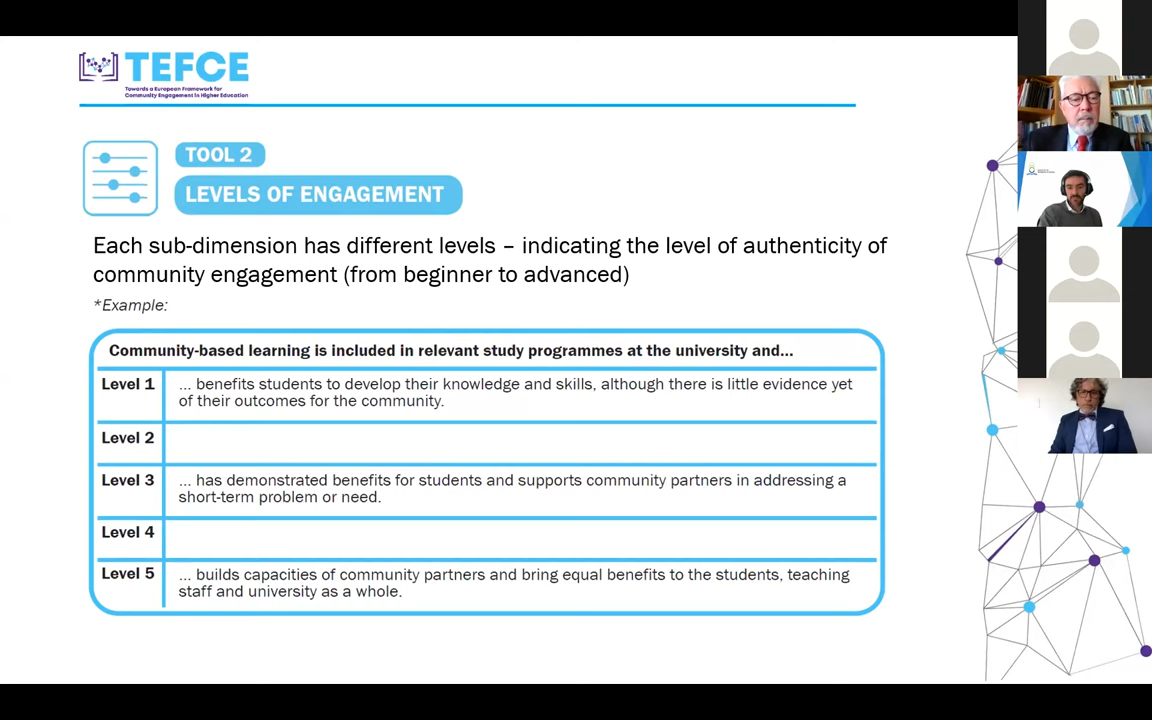 TEFCE
Towards a European Framework for
Community Engagement in Higher Education
TOOL 2
LEVELS OF ENGAGEMENT
Each sub-dimension has different levels – indicating the level of authenticity of
community engagement (from beginner to advanced)
*Example:
Community-based learning is included in relevant study programmes at the university and...
Level 1
... benefits students to develop their knowledge and skills, although there is little evidence yet
of their outcomes for the community.
Level 2
Level 3
... has demonstrated benefits for students and supports community partners in addressing a
short-term problem or need.
Level 4
Level 5
... builds capacities of community partners and bring equal benefits to the students, teaching
staff and university as a whole.